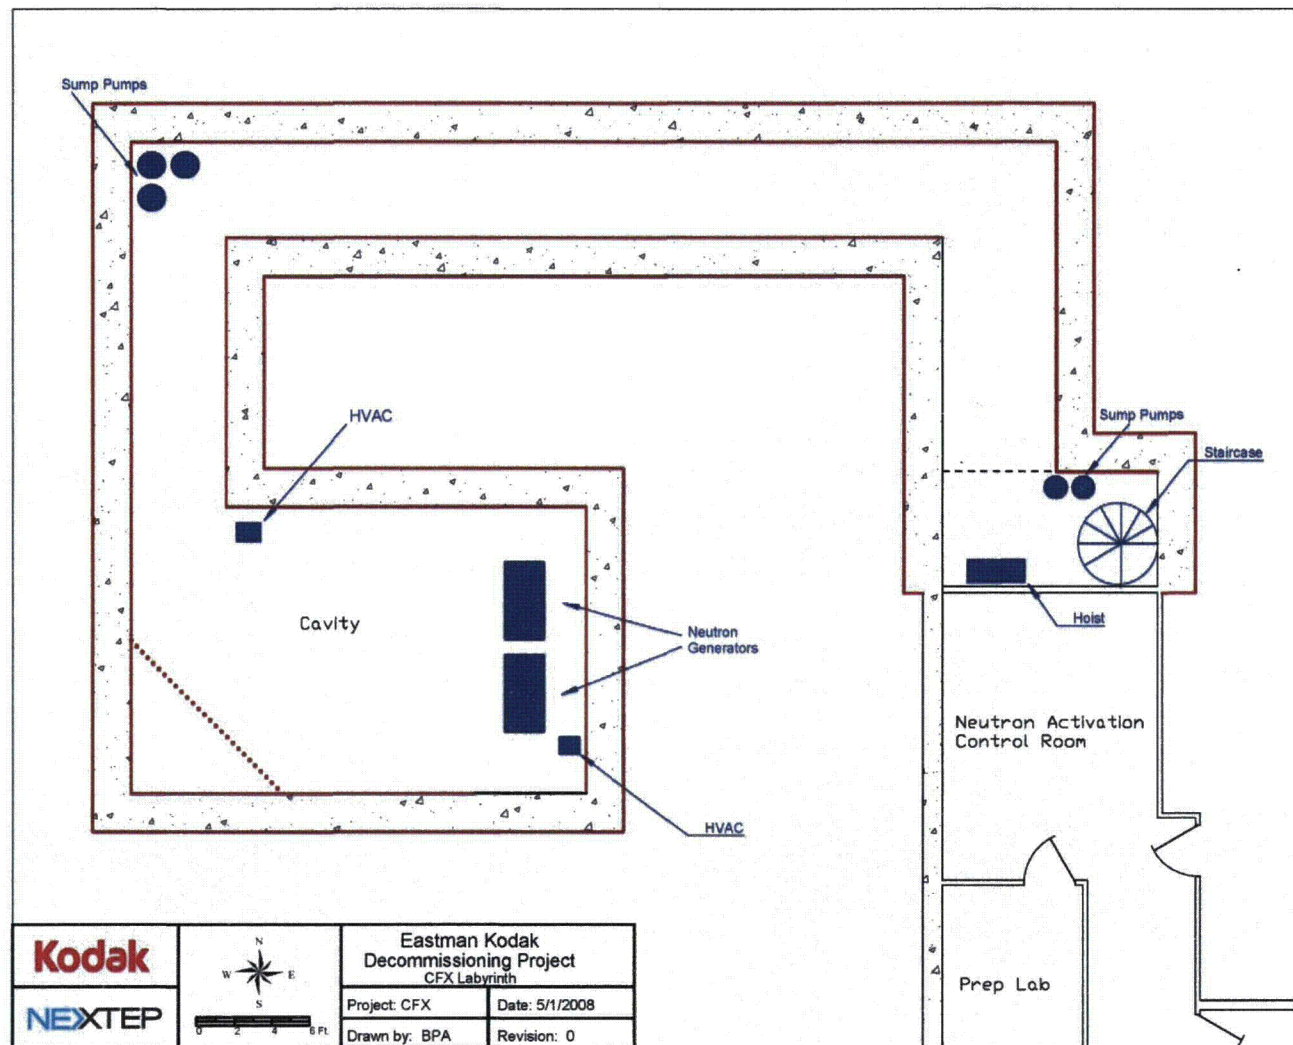 Sump Pumps
HVAC
Sump Pumps
Staircase
Cavity
Neutron
Generators
Hoist
Neutron Activation
Control Room
HVAC
Prep Lab
Kodak
NEXTEP
N
W
E
S
0 2 4 6 Ft.
Eastman Kodak
Decommissioning Project
CFX Labyrinth
Project: CFX
Date: 5/1/2008
Drawn by: BPA
Revision: 0